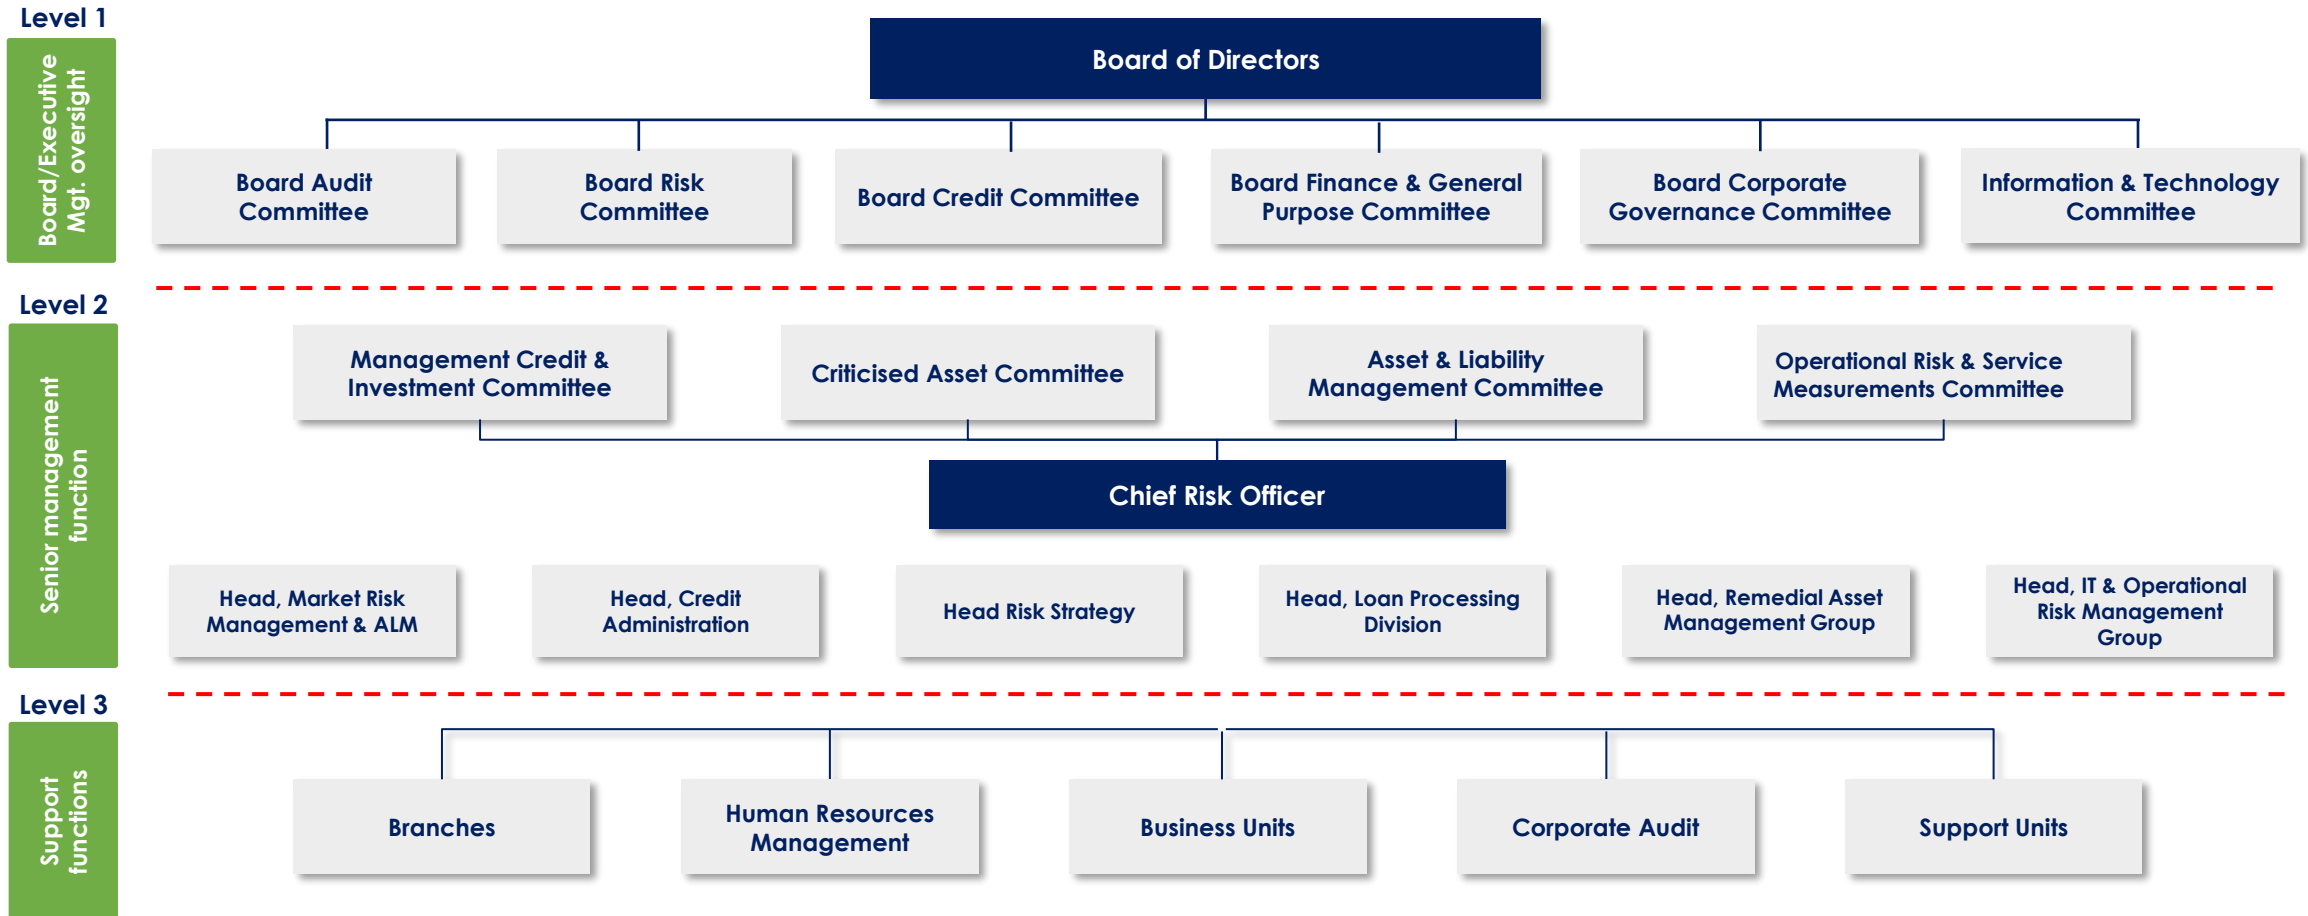 Level 1
Board/Executive
Mgt. oversight
Board of Directors
Board Audit
Committee
Board Risk
Committee
Board Credit Committee
Board Finance & General
Purpose Committee
Board Corporate
Governance Committee
Information & Technology
Committee
Level 2
Senior management
function
Management Credit &
Investment Committee
Criticised Asset Committee
Asset & Liability
Management Committee
Operational Risk & Service
Measurements Committee
Chief Risk Officer
Head, Market Risk
Management & ALM
Head, Credit
Administration
Head Risk Strategy
Head, Loan Processing
Division
Head, Remedial Asset
Management Group
Head, IT & Operational
Risk Management
Group
Level 3
Support
functions
Branches
Human Resources
Management
Business Units
Corporate Audit
Support Units